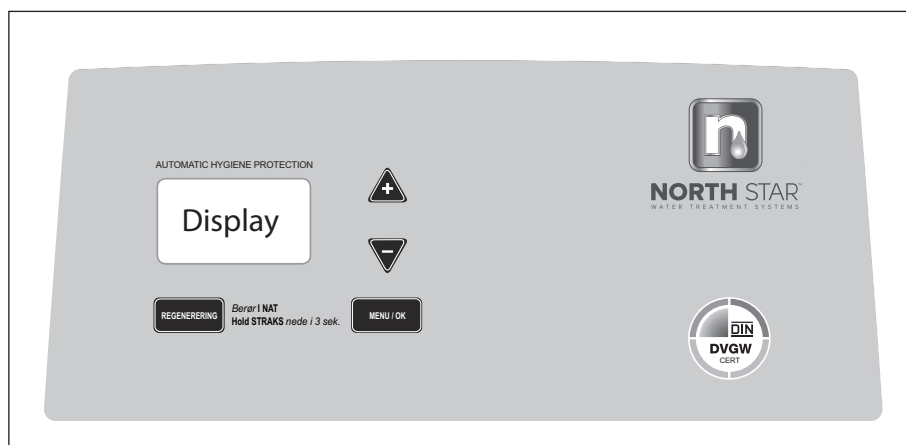 AUTOMATIC HYGIENE PROTECTION
Display
+
−
REGENERERING
Berør I NAT
Hold STRAKS nede i 3 sek.
MENU / OK
n
NORTH STAR™
WATER TREATMENT SYSTEMS
DIN
DVGW
CERT